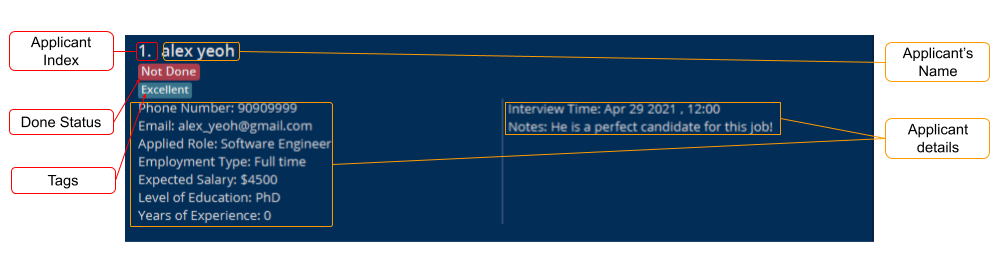 Applicant
Index
Done Status
Tags
1. alex yeoh
Not Done
Excellent
Phone Number: 90909999
Email: alex_yeoh@gmail.com
Applied Role: Software Engineer
Employment Type: Full time
Expected Salary: $4500
Level of Education: PhD
Years of Experience: 0
Interview Time: Apr 29 2021 , 12:00
Notes: He is a perfect candidate for this job!
Applicant's
Name
Applicant
details